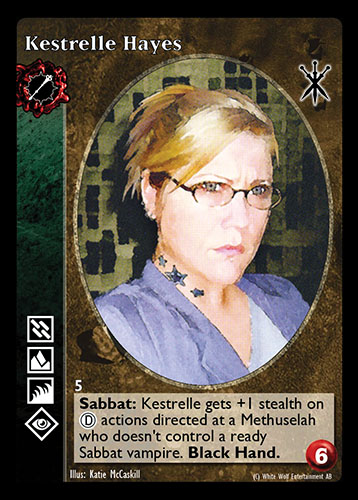 Kestrelle Hayes
5
Sabbat: Kestrelle gets +1 stealth on
Ⓓ actions directed at a Methuselah
who doesn't control a ready
Sabbat vampire. Black Hand.
6
Illus: Katie McCaskill
(C) White Wolf Entertainment AB